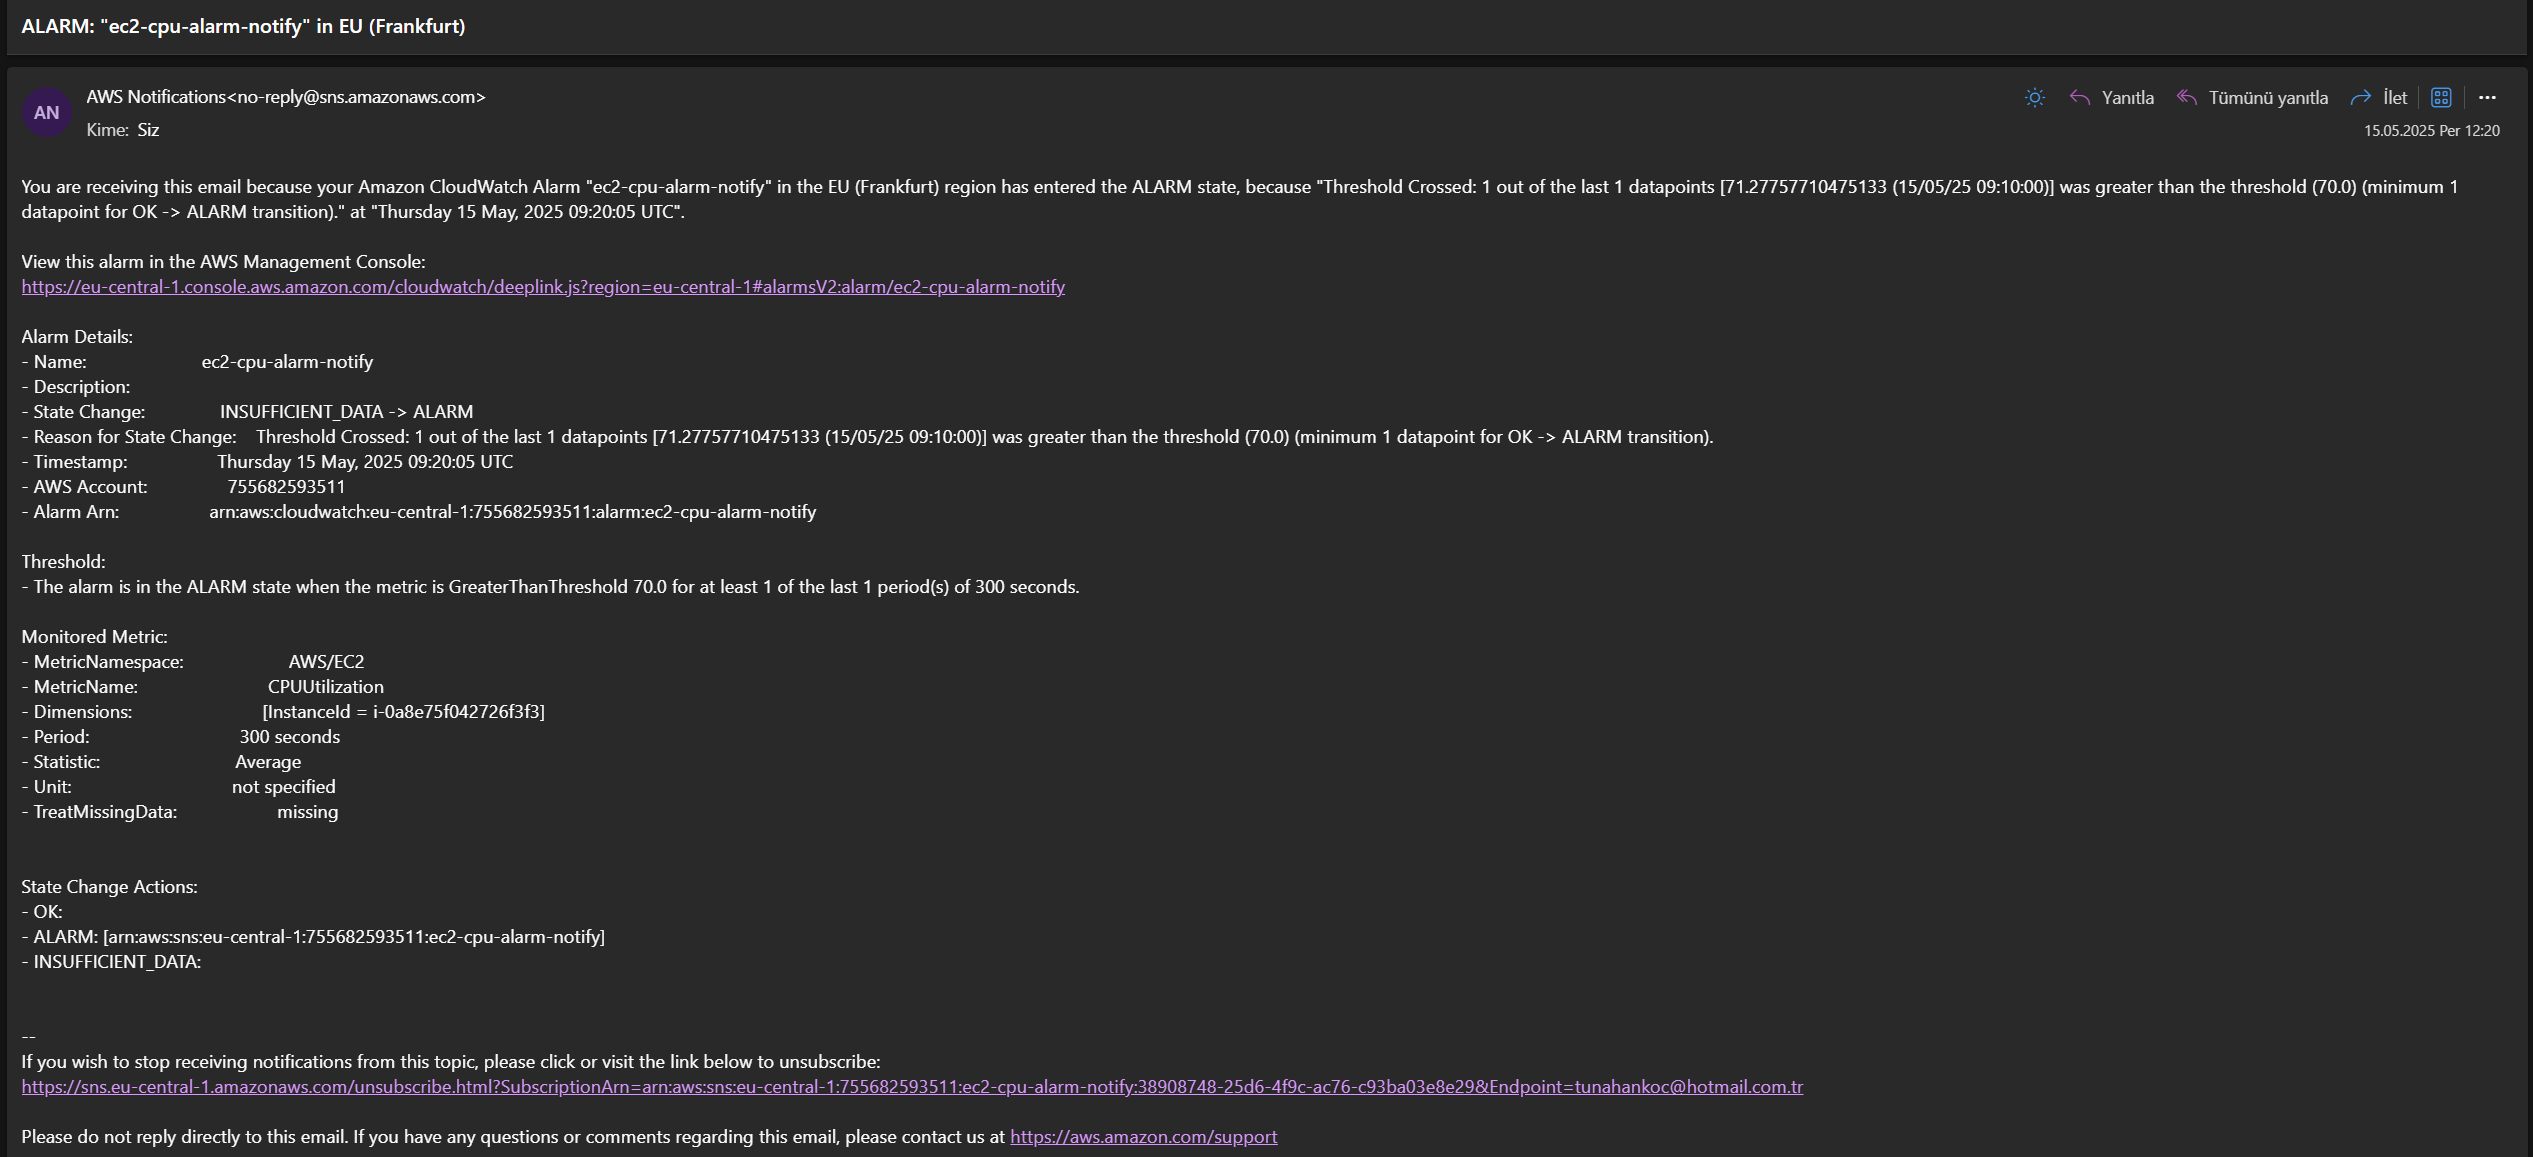 ALARM: "ec2-cpu-alarm-notify" in EU (Frankfurt)
AN
AWS Notifications<no-reply@sns.amazonaws.com>
Kime: Siz
Yanıtla
Tümünü yanıtla
İlet
15.05.2025 Per 12:20
You are receiving this email because your Amazon CloudWatch Alarm "ec2-cpu-alarm-notify" in the EU (Frankfurt) region has entered the ALARM state, because "Threshold Crossed: 1 out of the last 1 datapoints [71.27757710475133 (15/05/25 09:10:00)] was greater than the threshold (70.0) (minimum 1
datapoint for OK -> ALARM transition)." at "Thursday 15 May, 2025 09:20:05 UTC".
View this alarm in the AWS Management Console:
https://eu-central-1.console.aws.amazon.com/cloudwatch/deeplink.js?region=eu-central-1#alarmsV2:alarm/ec2-cpu-alarm-notify
Alarm Details:
- Name: ec2-cpu-alarm-notify
- Description:
- State Change: INSUFFICIENT_DATA -> ALARM
- Reason for State Change: Threshold Crossed: 1 out of the last 1 datapoints [71.27757710475133 (15/05/25 09:10:00)] was greater than the threshold (70.0) (minimum 1 datapoint for OK -> ALARM transition).
- Timestamp: Thursday 15 May, 2025 09:20:05 UTC
- AWS Account: 755682593511
- Alarm Arn: arn:aws:cloudwatch:eu-central-1:755682593511:alarm:ec2-cpu-alarm-notify
Threshold:
- The alarm is in the ALARM state when the metric is GreaterThanThreshold 70.0 for at least 1 of the last 1 period(s) of 300 seconds.
Monitored Metric:
- MetricNamespace: AWS/EC2
- MetricName: CPUUtilization
- Dimensions: [InstanceId = i-0a8e75f042726f3f3]
- Period: 300 seconds
- Statistic: Average
- Unit: not specified
- TreatMissingData: missing
State Change Actions:
- OK:
- ALARM: [arn:aws:sns:eu-central-1:755682593511:ec2-cpu-alarm-notify]
- INSUFFICIENT_DATA:
--
If you wish to stop receiving notifications from this topic, please click or visit the link below to unsubscribe:
https://sns.eu-central-1.amazonaws.com/unsubscribe.html?SubscriptionArn=arn:aws:sns:eu-central-1:755682593511:ec2-cpu-alarm-notify:38908748-25d6-4f9c-ac76-c93ba03e8e29&Endpoint=tunahankoc@hotmail.com.tr
Please do not reply directly to this email. If you have any questions or comments regarding this email, please contact us at https://aws.amazon.com/support